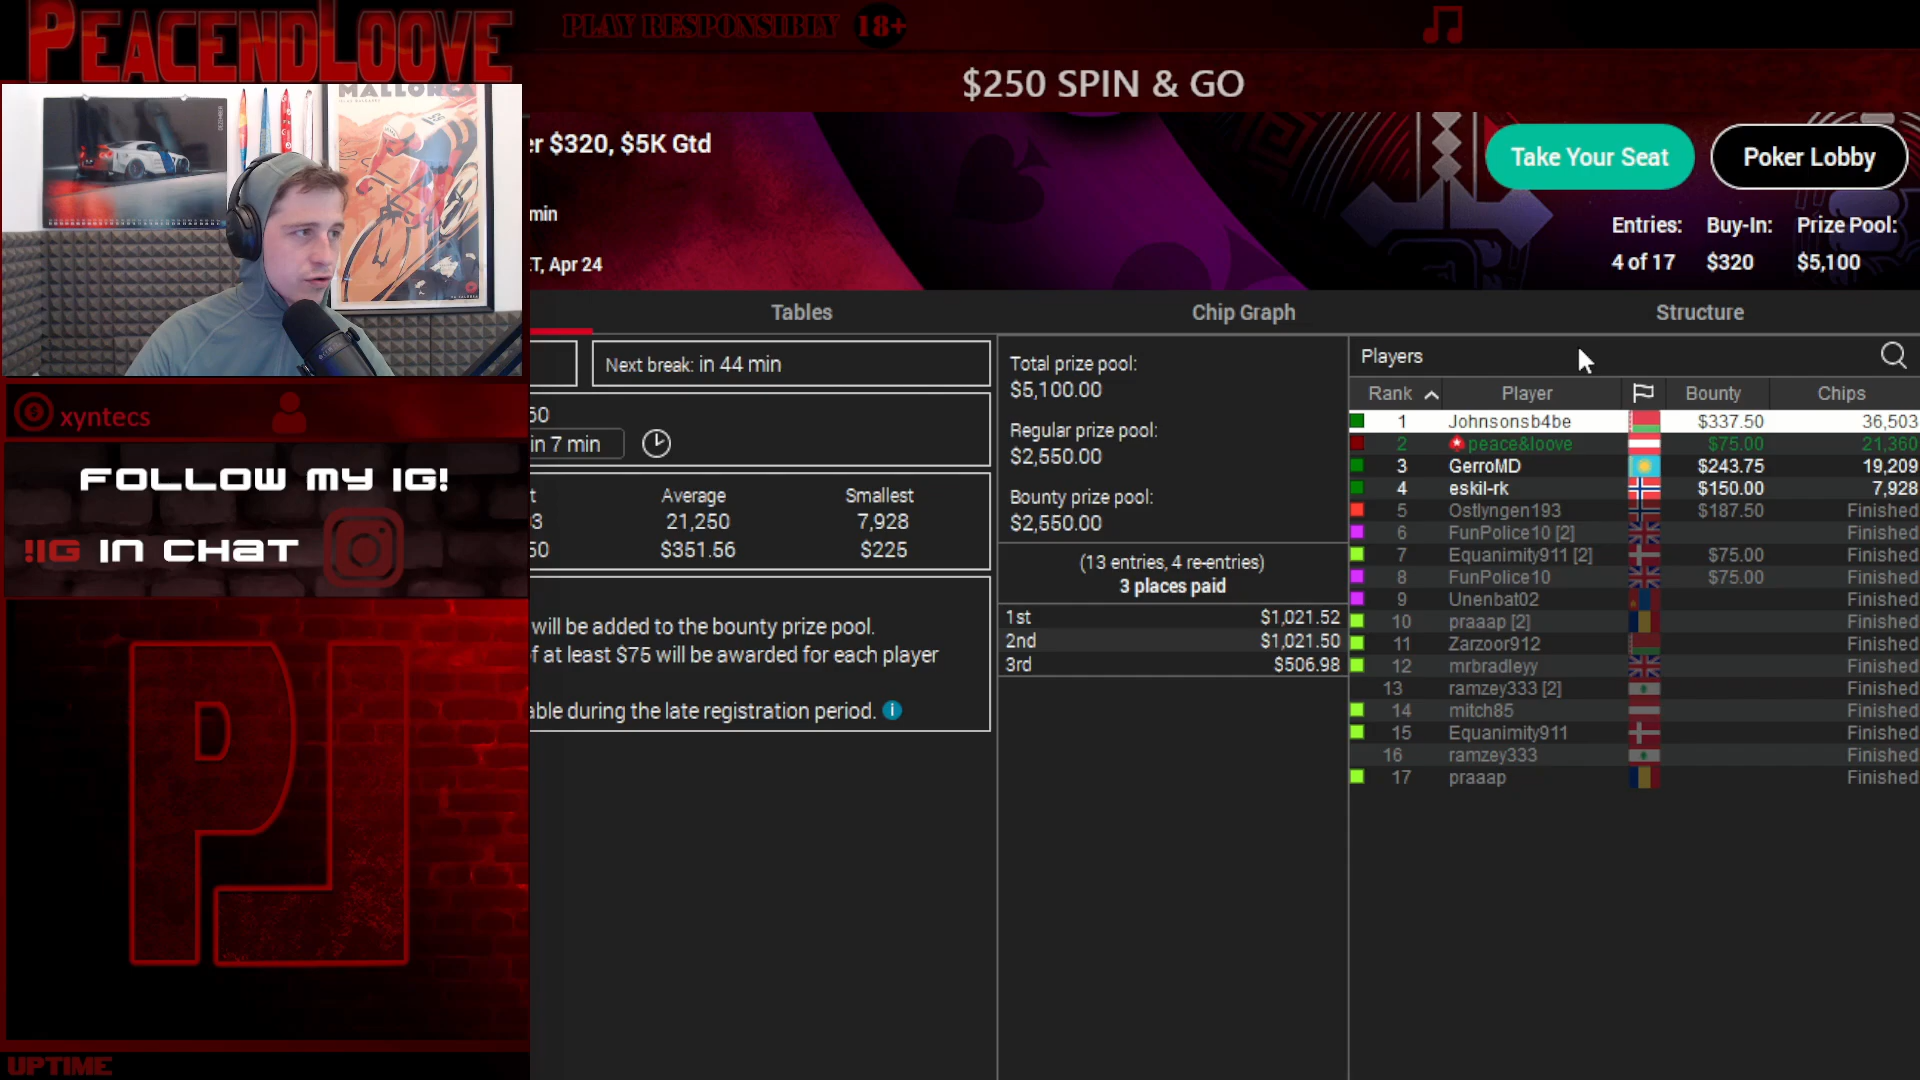 PEACENDLOOVE
PLAY RESPONSIBLY 18+
$250 SPIN & GO
MALLORCA
er $320, $5K Gtd
Take Your Seat
Poker Lobby
min
ET, Apr 24
Entries: Buy-In: Prize Pool:
4 of 17 $320 $5,100
Tables
Chip Graph
Structure
Next break: in 44 min
50
in 7 min
t Average Smallest
3 21,250 7,928
50 $351.56 $225
will be added to the bounty prize pool.
of at least $75 will be awarded for each player
able during the late registration period.
Total prize pool:
$5,100.00
Regular prize pool:
$2,550.00
Bounty prize pool:
$2,550.00
(13 entries, 4 re-entries)
3 places paid
1st $1,021.52
2nd $1,021.50
3rd $506.98
Players
Rank Player Bounty Chips
1 Johnsonsb4be $337.50 36,503
2 peace&loove $75.00 21,360
3 GerroMD $243.75 19,209
4 eskil-rk $150.00 7,928
5 Ostlyngen193 $187.50 Finished
6 FunPolice10 [2] Finished
7 Equanimity911 [2] $75.00 Finished
8 FunPolice10 $75.00 Finished
9 Unenbat02 Finished
10 praaap [2] Finished
11 Zarzoor912 Finished
12 mrbradleyy Finished
13 ramzey333 [2] Finished
14 mitch85 Finished
15 Equanimity911 Finished
16 ramzey333 Finished
17 praaap Finished
xyntecs
FOLLOW MY IG!
!IG IN CHAT
PL
UPTIME